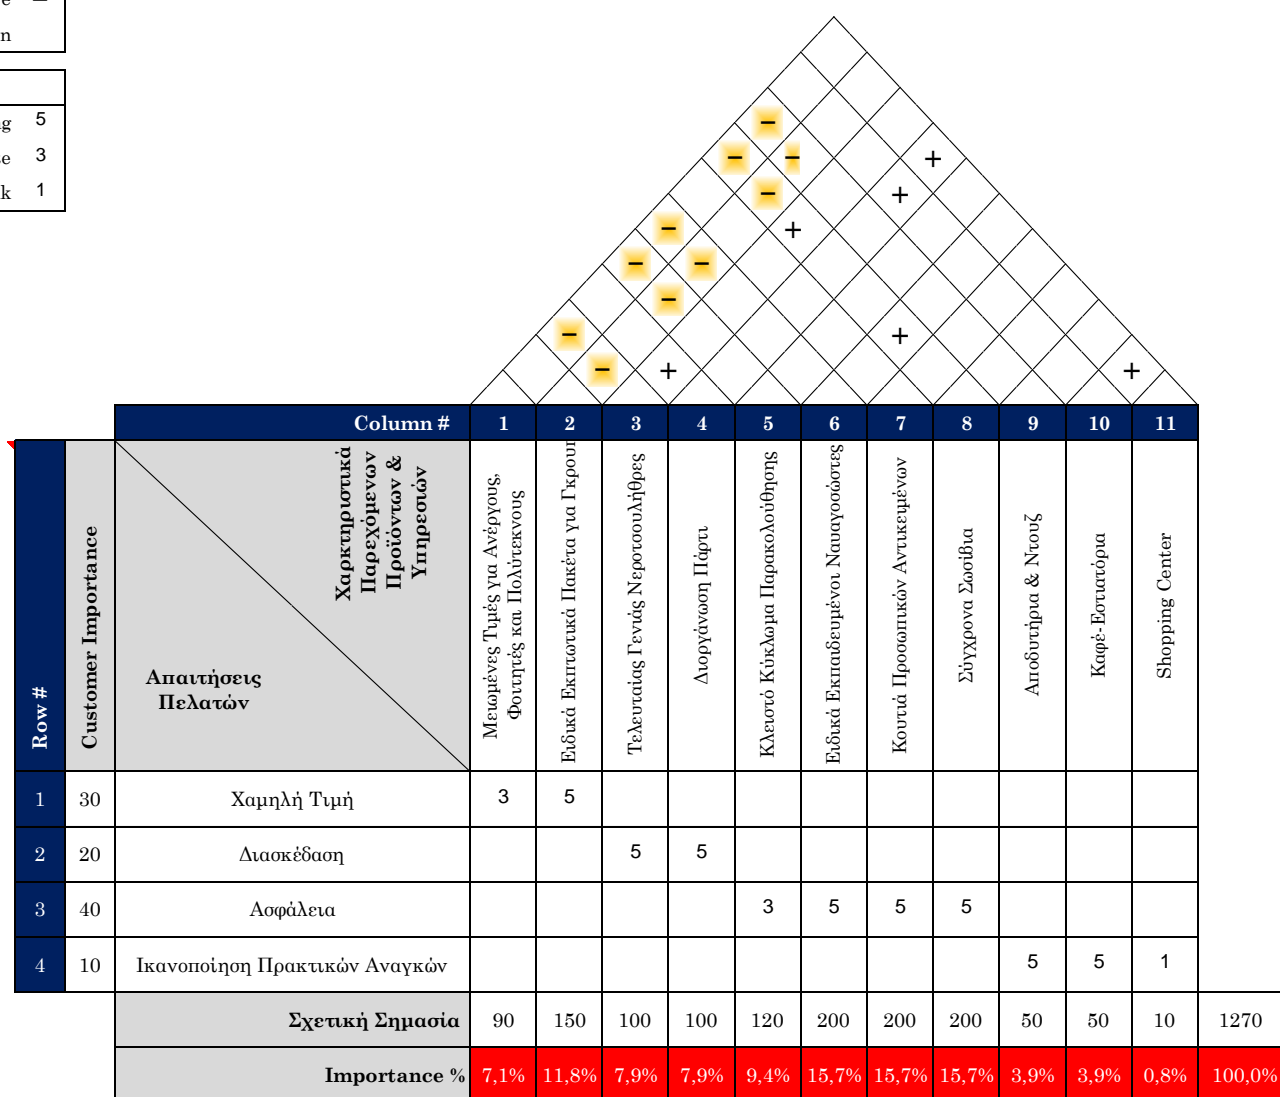 n
5
3
k 1
−
− − +
− +
− +
− −
−
− +
− + +
Column # 1 2 3 4 5 6 7 8 9 10 11
Row #
Customer Importance
Χαρκτηριστικά
Παρεχόμενων
Προϊόντων &
Υπηρεσιών
Απαιτήσεις
Πελατών
Μειωμένες Τιμές για Ανέργους,
Φοιτητές και Πολύτεκνους
Ειδικά Εκπτωτικά Πακέτα για Γκρουπ
Τελευταίας Γενιάς Νεροτσουλήθρες
Διοργάνωση Πάρτι
Κλειστό Κύκλωμα Παρακολούθησης
Ειδικά Εκπαιδευμένοι Ναυαγοσώστες
Κουτιά Προσωπικών Αντικειμένων
Σύγχρονα Σωσίβια
Αποδυτήρια & Ντουζ
Καφέ-Εστιατόρια
Shopping Center
1 30 Χαμηλή Τιμή 3 5
2 20 Διασκέδαση 5 5
3 40 Ασφάλεια 3 5 5 5
4 10 Ικανοποίηση Πρακτικών Αναγκών 5 5 1
Σχετική Σημασία 90 150 100 100 120 200 200 200 50 50 10 1270
Importance % 7,1% 11,8% 7,9% 7,9% 9,4% 15,7% 15,7% 15,7% 3,9% 3,9% 0,8% 100,0%